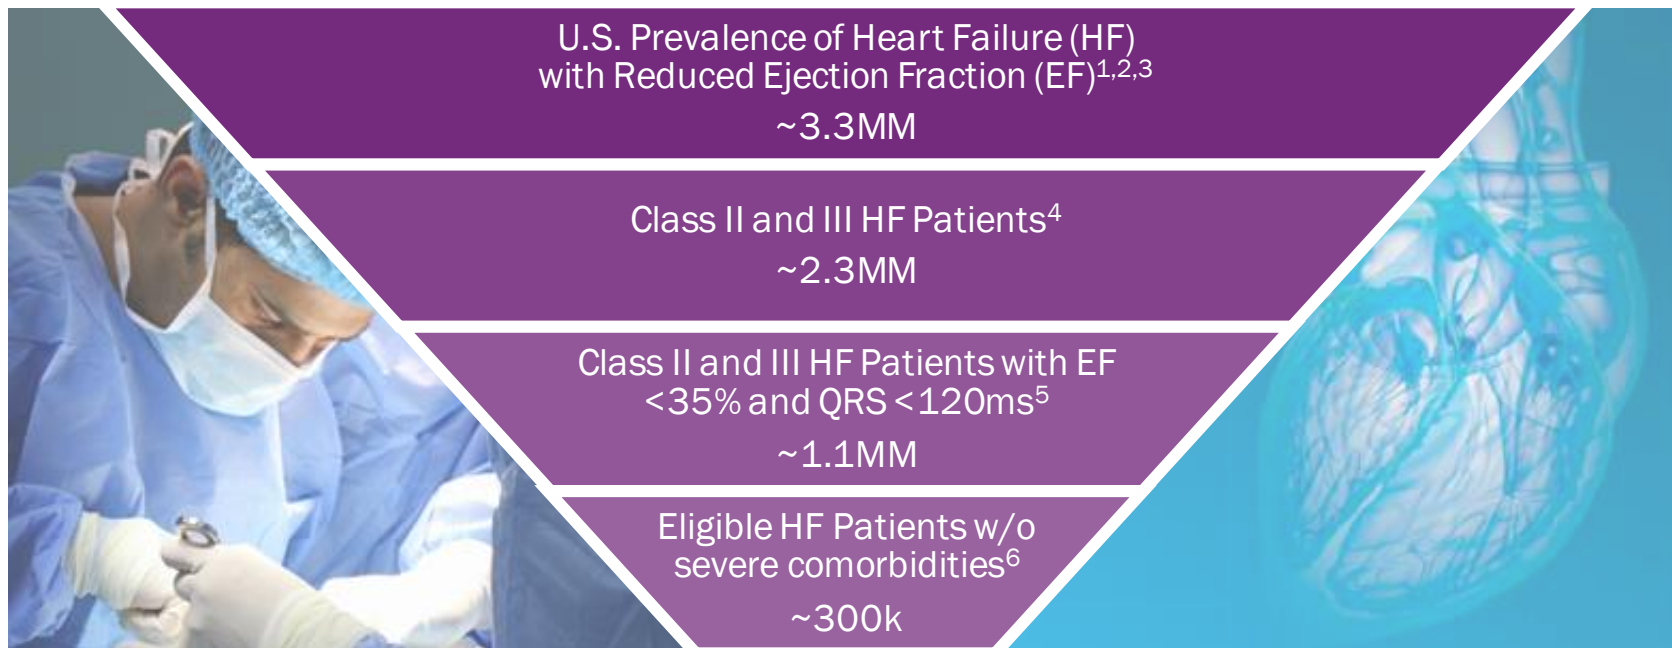 U.S. Prevalence of Heart Failure (HF)
with Reduced Ejection Fraction (EF)1,2,3
~3.3MM
Class II and III HF Patients4
~2.3MM
Class II and III HF Patients with EF
<35% and QRS <120ms5
~1.1MM
Eligible HF Patients w/o
severe comorbidities6
~300k